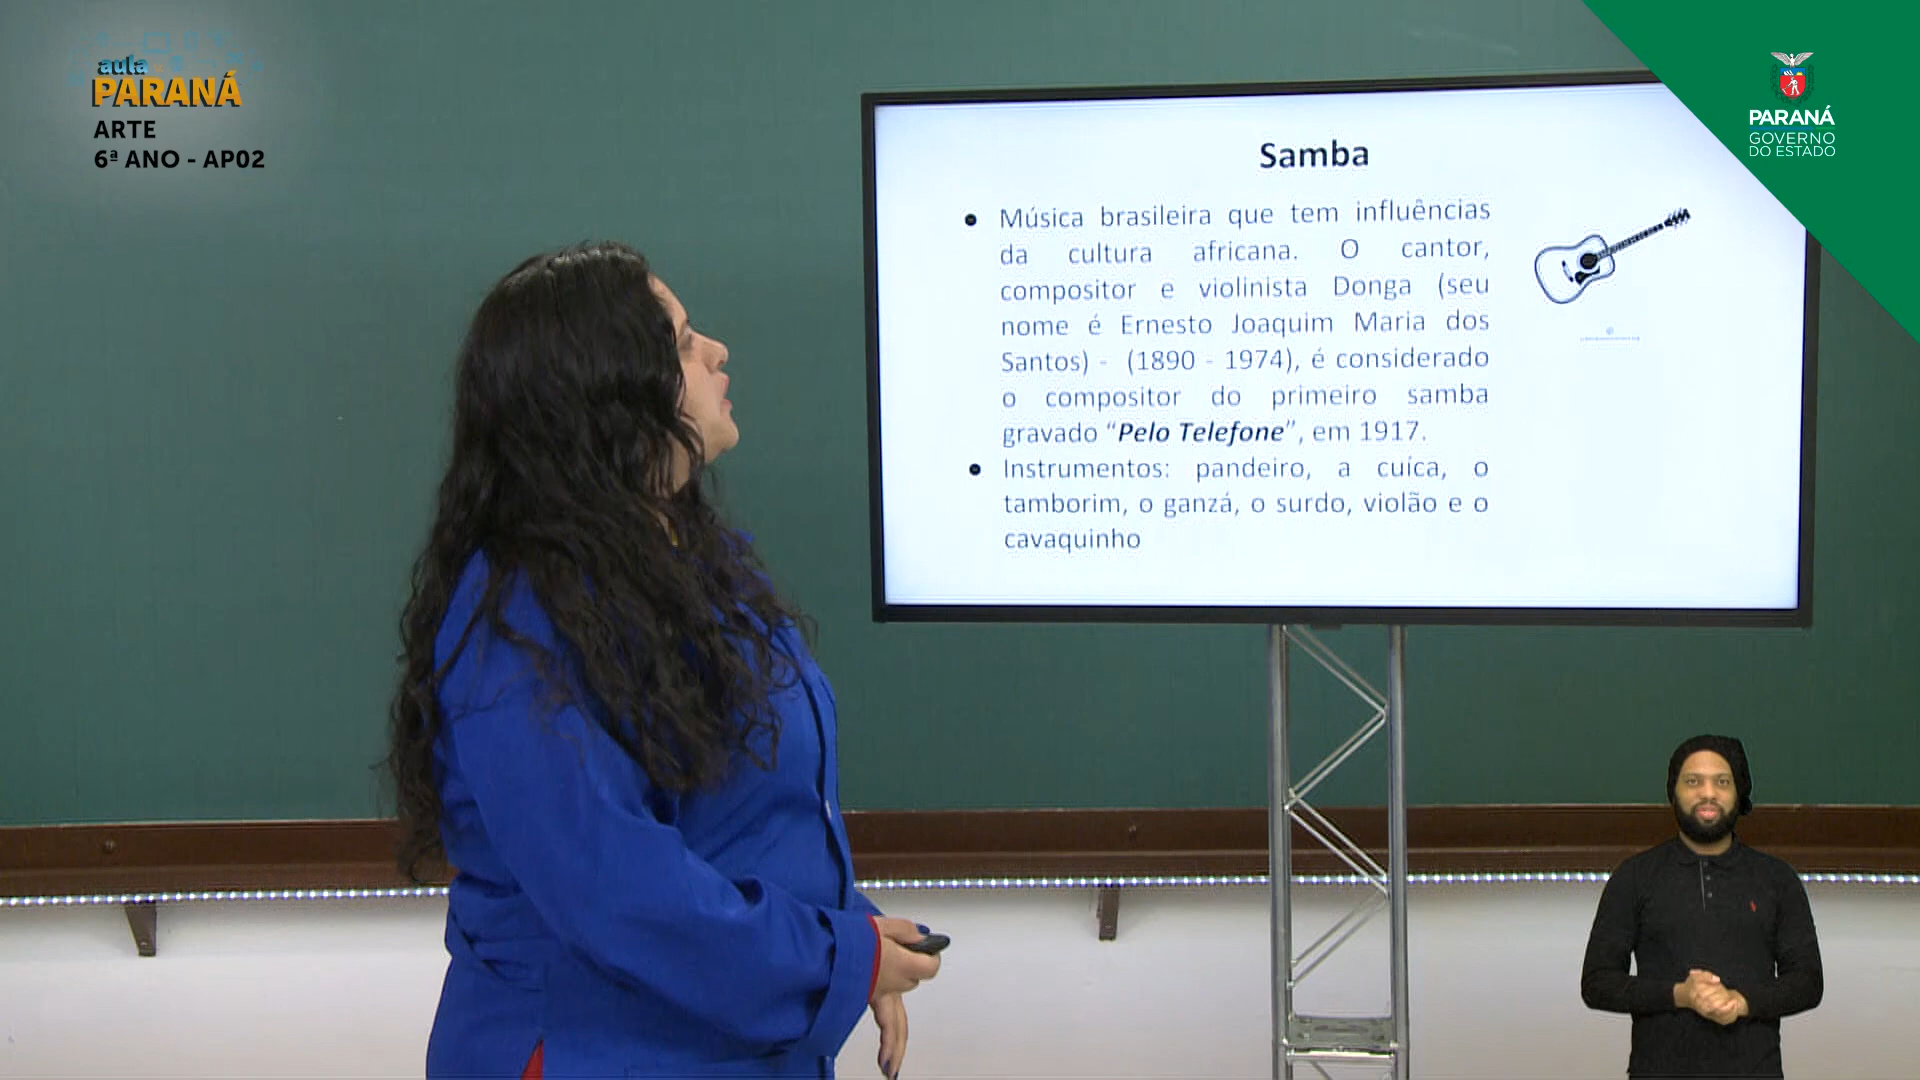 aula
PARANÁ
ARTE
6ª ANO - AP02
PARANÁ
GOVERNO
DO ESTADO
Samba
• Música brasileira que tem influências
da cultura africana. O cantor,
compositor e violinista Donga (seu
nome é Ernesto Joaquim Maria dos
Santos) - (1890 - 1974), é considerado
o compositor do primeiro samba
gravado “Pelo Telefone”, em 1917.
• Instrumentos: pandeiro, a cuíca, o
tamborim, o ganzá, o surdo, violão e o
cavaquinho